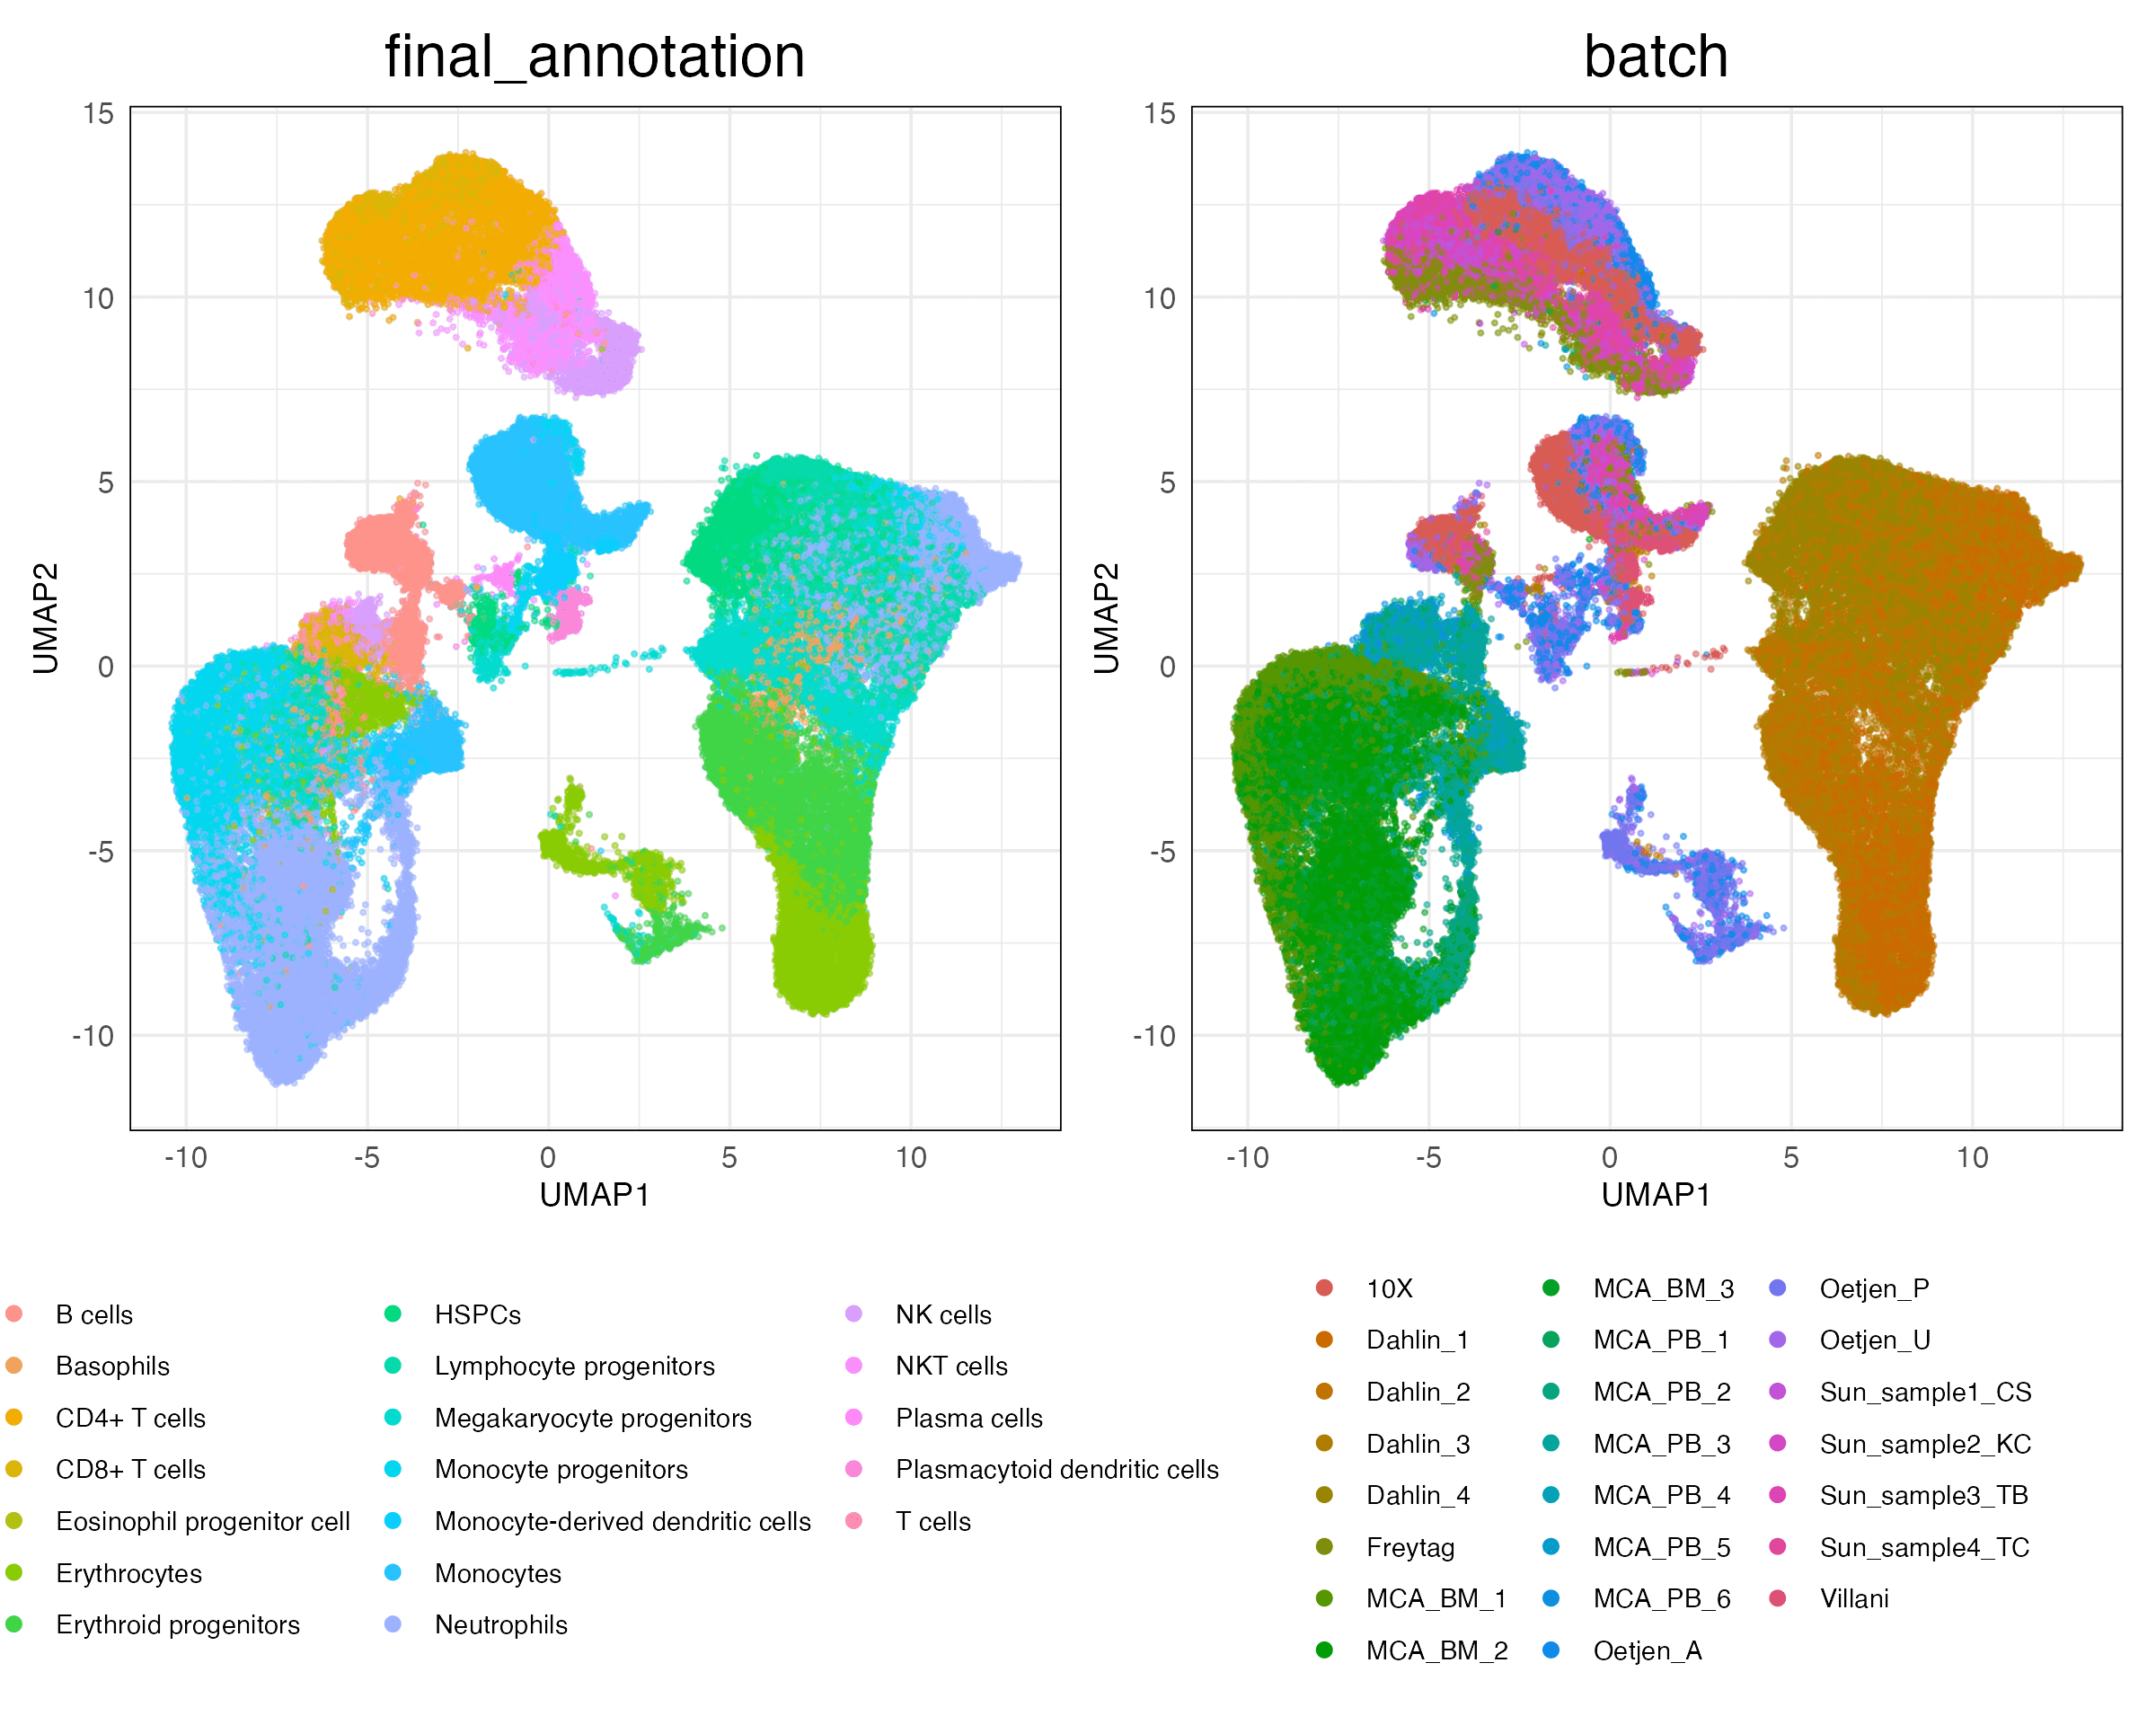 final_annotation
batch
15
10
5
0
-5
-10
UMAP2
-10 -5 0 5 10
UMAP1
15
10
5
0
-5
-10
UMAP2
-10 -5 0 5 10
UMAP1
B cells
Basophils
CD4+ T cells
CD8+ T cells
Eosinophil progenitor cell
Erythrocytes
Erythroid progenitors
HSPCs
Lymphocyte progenitors
Megakaryocyte progenitors
Monocyte progenitors
Monocyte-derived dendritic cells
Monocytes
Neutrophils
NK cells
NKT cells
Plasma cells
Plasmacytoid dendritic cells
T cells
10X
Dahlin_1
Dahlin_2
Dahlin_3
Dahlin_4
Freytag
MCA_BM_1
MCA_BM_2
MCA_BM_3
MCA_PB_1
MCA_PB_2
MCA_PB_3
MCA_PB_4
MCA_PB_5
MCA_PB_6
Oetjen_A
Oetjen_P
Oetjen_U
Sun_sample1_CS
Sun_sample2_KC
Sun_sample3_TB
Sun_sample4_TC
Villani